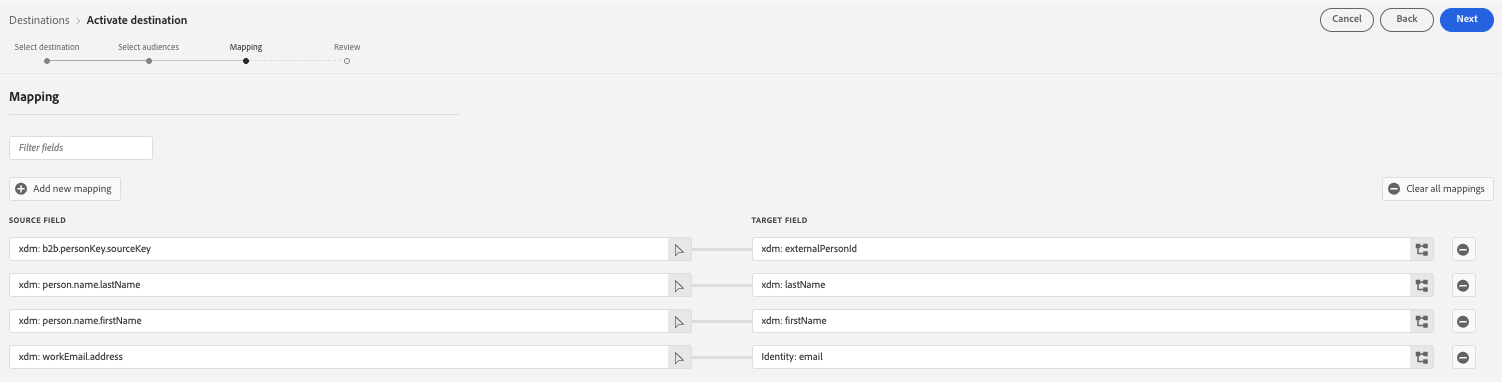 Destinations > Activate destination
Cancel
Back
Next
Select destination
Select audiences
Mapping
Review
Mapping
Filter fields
Add new mapping
Clear all mappings
SOURCE FIELD
TARGET FIELD
xdm: b2b.personKey.sourceKey
xdm: externalPersonId
xdm: person.name.lastName
xdm: lastName
xdm: person.name.firstName
xdm: firstName
xdm: workEmail.address
Identity: email